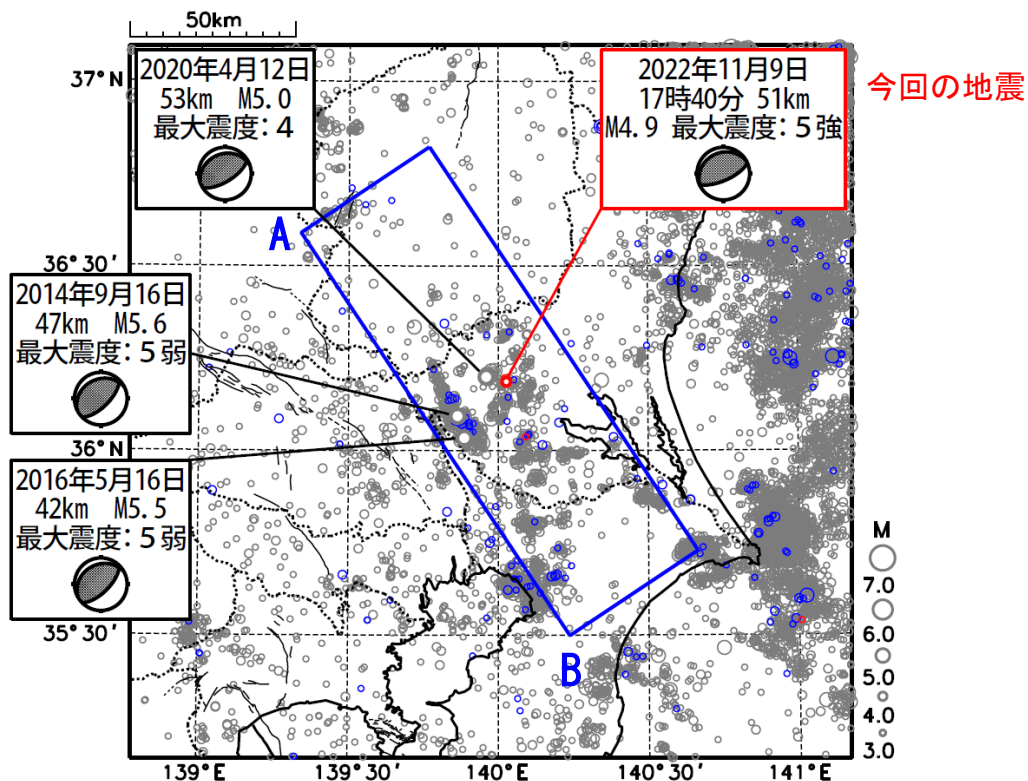 50km
2020年4月12日
53km M5.0
最大震度:4
2022年11月9日
17時40分 51km
M4.9 最大震度:5強
今回の地震
37°N
A
36°30′
2014年9月16日
47km M5.6
最大震度:5弱
36°N
2016年5月16日
42km M5.5
最大震度:5弱
35°30′
B
M
7.0
6.0
5.0
4.0
3.0
139°E
139°30′
140°E
140°30′
141°E